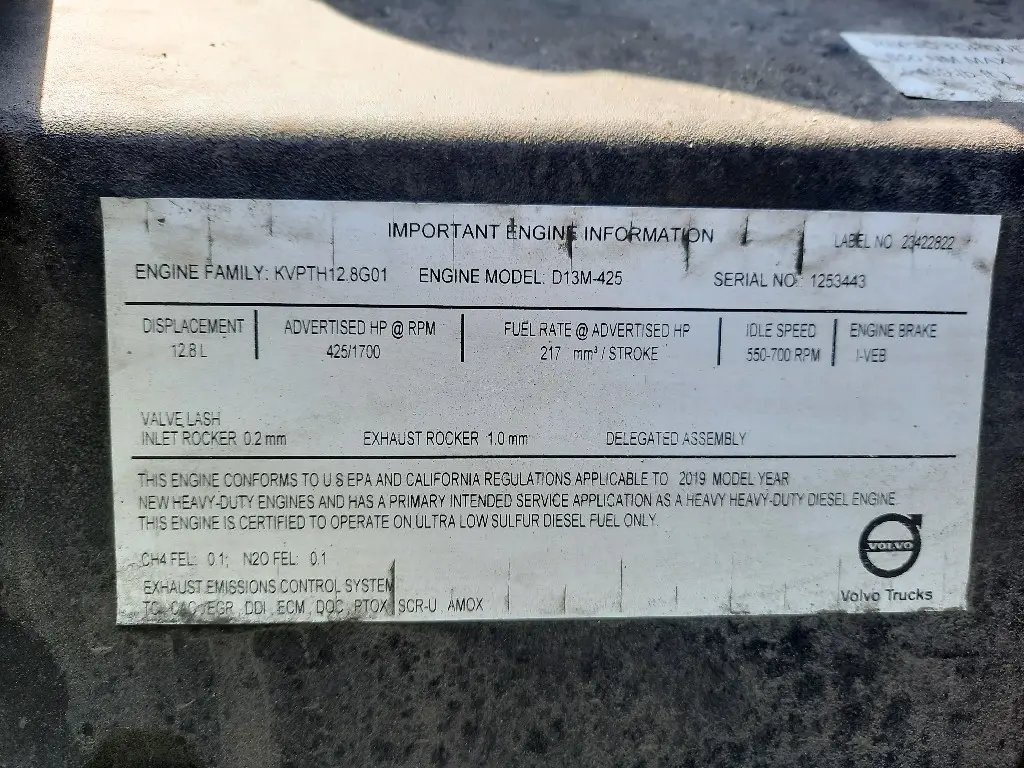 NM MAX
IMPORTANT ENGINE INFORMATION
LABEL NO 23422822
ENGINE FAMILY: KVPTH12.8G01 ENGINE MODEL: D13M-425 SERIAL NO: 1253443
DISPLACEMENT ADVERTISED HP @ RPM FUEL RATE @ ADVERTISED HP IDLE SPEED ENGINE BRAKE
12.8 L 425/1700 217 mm³ / STROKE 550-700 RPM I-VEB
VALVE LASH
INLET ROCKER 0.2 mm EXHAUST ROCKER 1.0 mm DELEGATED ASSEMBLY
THIS ENGINE CONFORMS TO U S EPA AND CALIFORNIA REGULATIONS APPLICABLE TO 2019 MODEL YEAR
NEW HEAVY-DUTY ENGINES AND HAS A PRIMARY INTENDED SERVICE APPLICATION AS A HEAVY HEAVY-DUTY DIESEL ENGINE
THIS ENGINE IS CERTIFIED TO OPERATE ON ULTRA LOW SULFUR DIESEL FUEL ONLY.
VOLVO
CH4 FEL: 0.1; N2O FEL: 0.1
EXHAUST EMISSIONS CONTROL SYSTEM
Volvo Trucks
TC, CAC, EGR, DDI, ECM, DOC, PTOX, SCR-U, AMOX